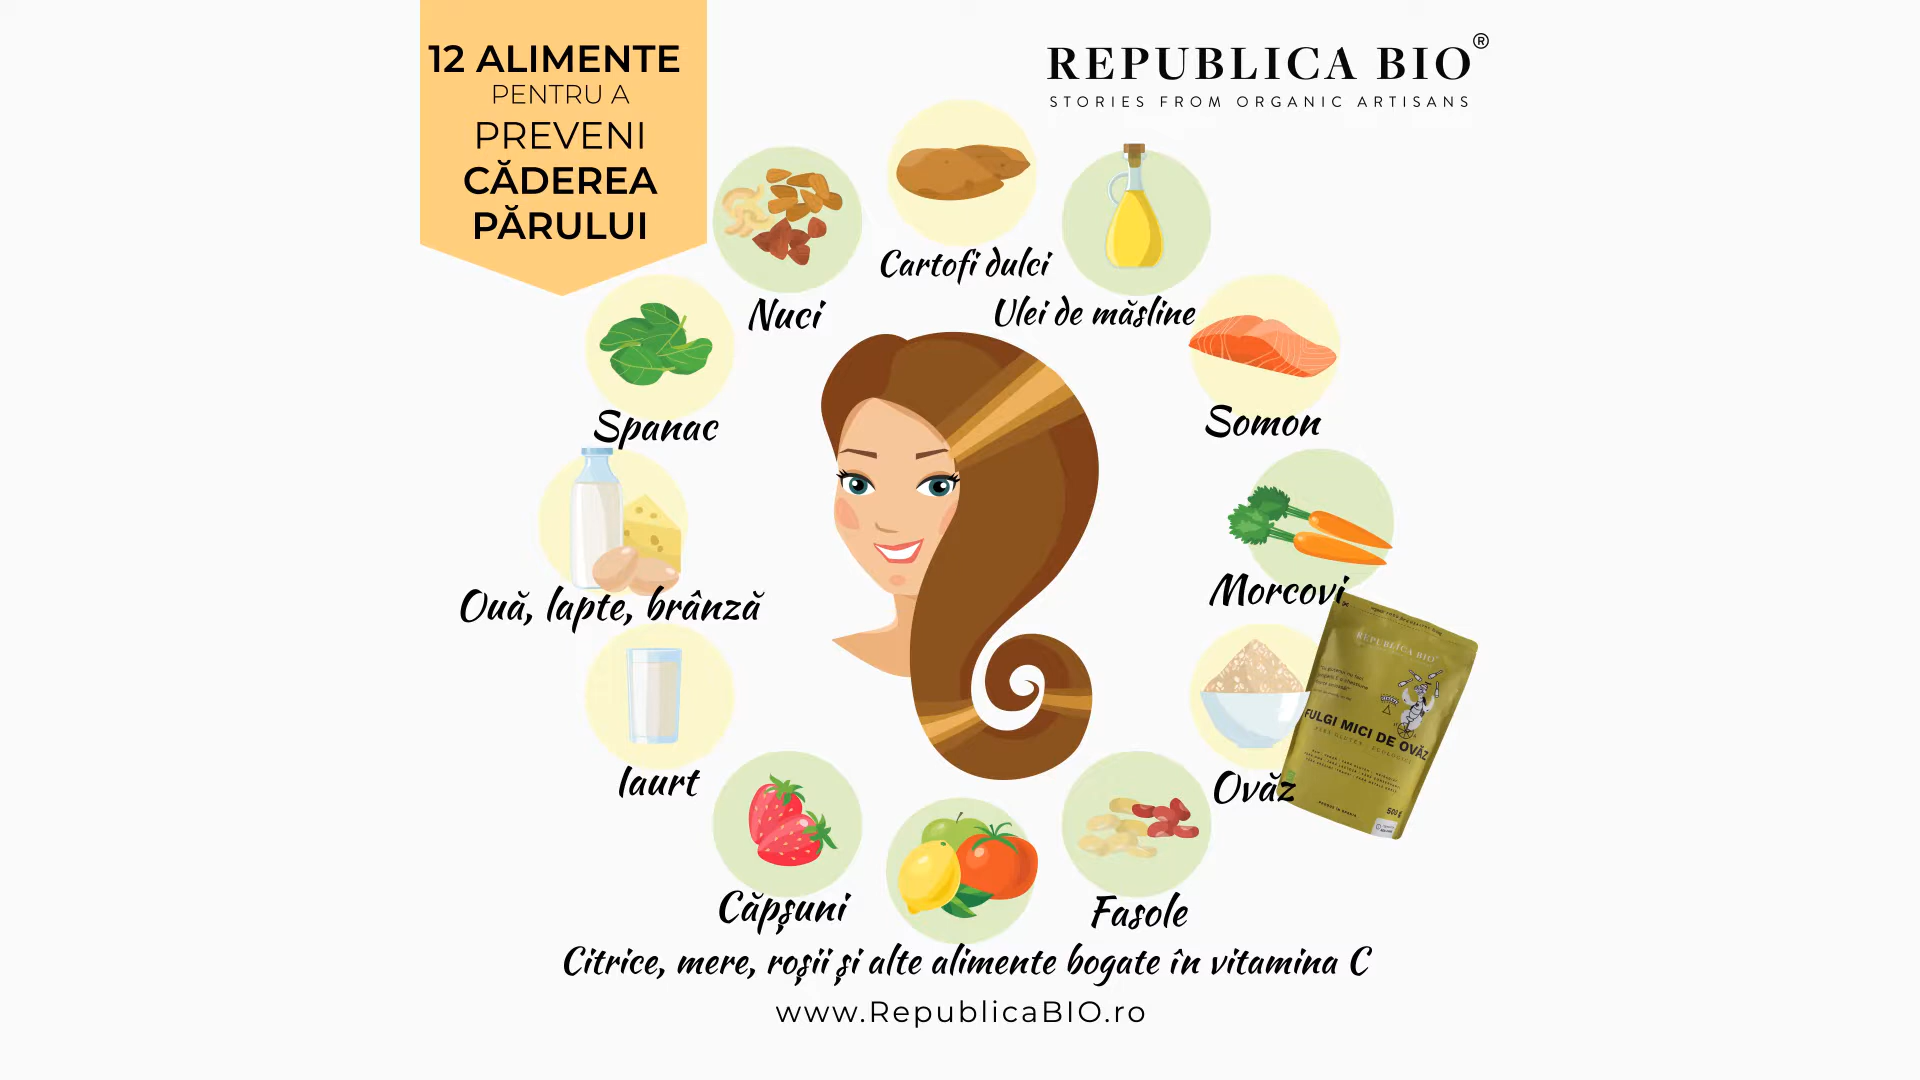 12 ALIMENTE
PENTRU A
PREVENI
CĂDEREA
PĂRULUI
REPUBLICA BIO®
STORIES FROM ORGANIC ARTISANS
Cartofi dulci
Nuci
Ulei de măsline
Spanac
Somon
Ouă, lapte, brânză
Morcovi
REPUBLICA BIO
FULGI MICI DE OVĂZ
500 g
Iaurt
Ovăz
Căpșuni
Fasole
Citrice, mere, roșii și alte alimente bogate în vitamina C
www.RepublicaBIO.ro